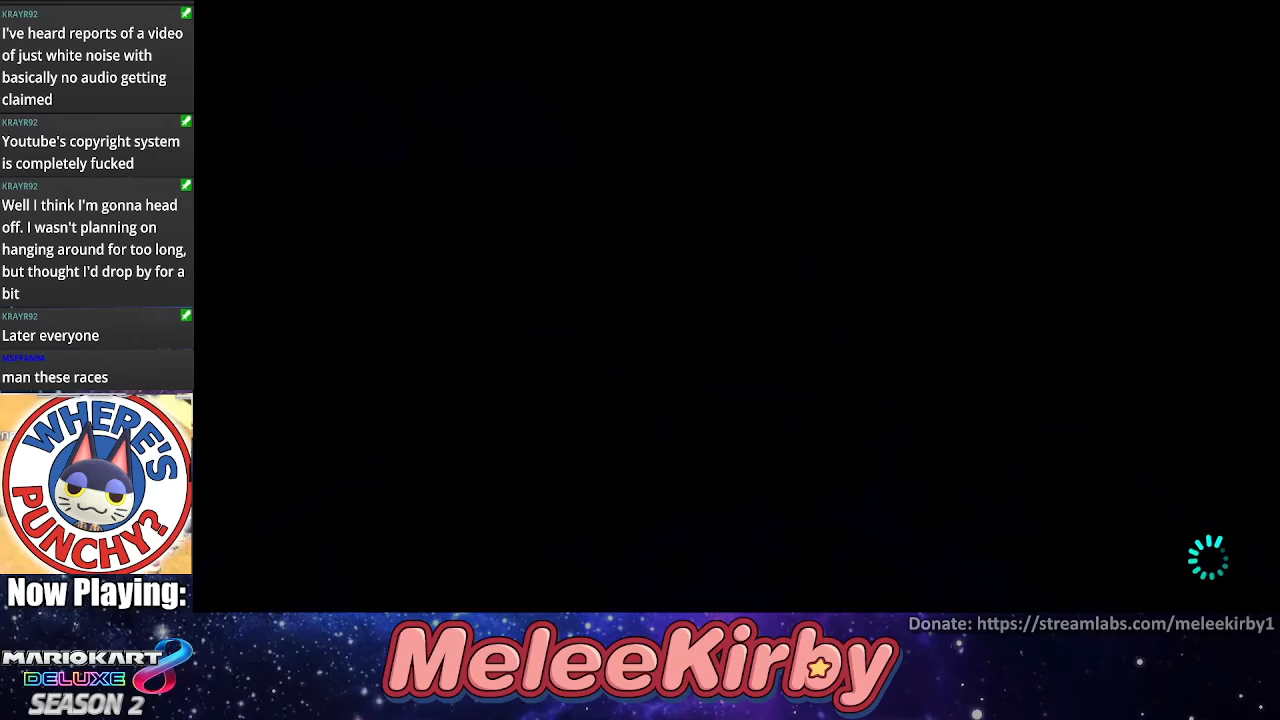 KRAYR92
I've heard reports of a video
of just white noise with
basically no audio getting
claimed
KRAYR92
Youtube's copyright system
is completely fucked
KRAYR92
Well I think I'm gonna head
off. I wasn't planning on
hanging around for too long,
but thought I'd drop by for a
bit
KRAYR92
Later everyone
MSFFAN98
man these races
WHERE'S
PUNCHY?
Now Playing:
MARIOKART 8
DELUXE
SEASON 2
MeleeKirby
Donate: https://streamlabs.com/meleekirby1